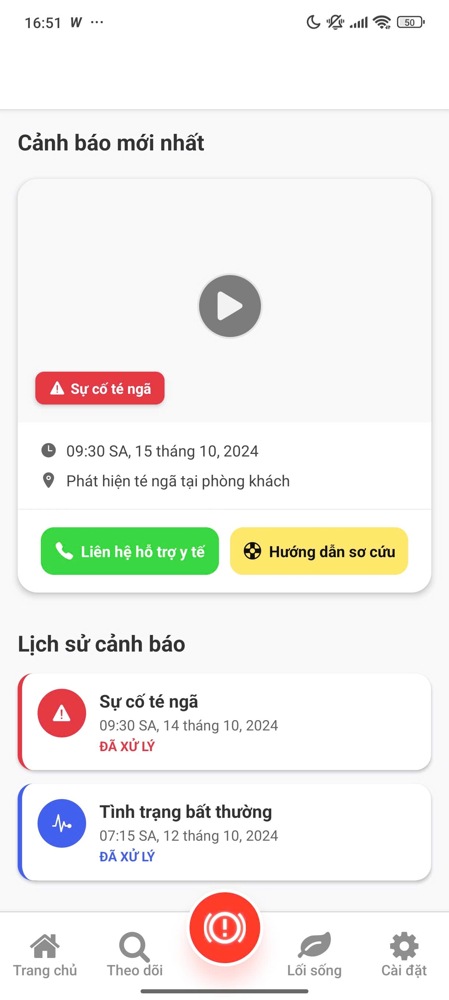 16:51 W ...
50
Cảnh báo mới nhất
Sự cố té ngã
09:30 SA, 15 tháng 10, 2024
Phát hiện té ngã tại phòng khách
Liên hệ hỗ trợ y tế
Hướng dẫn sơ cứu
Lịch sử cảnh báo
Sự cố té ngã
09:30 SA, 14 tháng 10, 2024
ĐÃ XỬ LÝ
Tình trạng bất thường
07:15 SA, 12 tháng 10, 2024
ĐÃ XỬ LÝ
Trang chủ
Theo dõi
Lối sống
Cài đặt